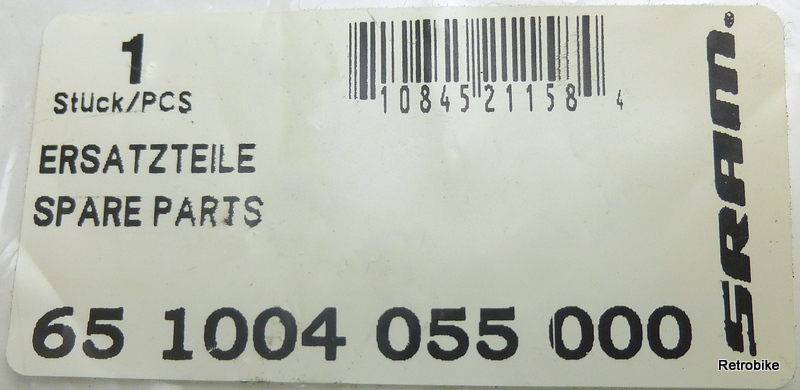 1
Stück/PCS
10845 21158 4
ERSATZTEILE
SPARE PARTS
65 1004 055 000
SRAM.
Retrobike